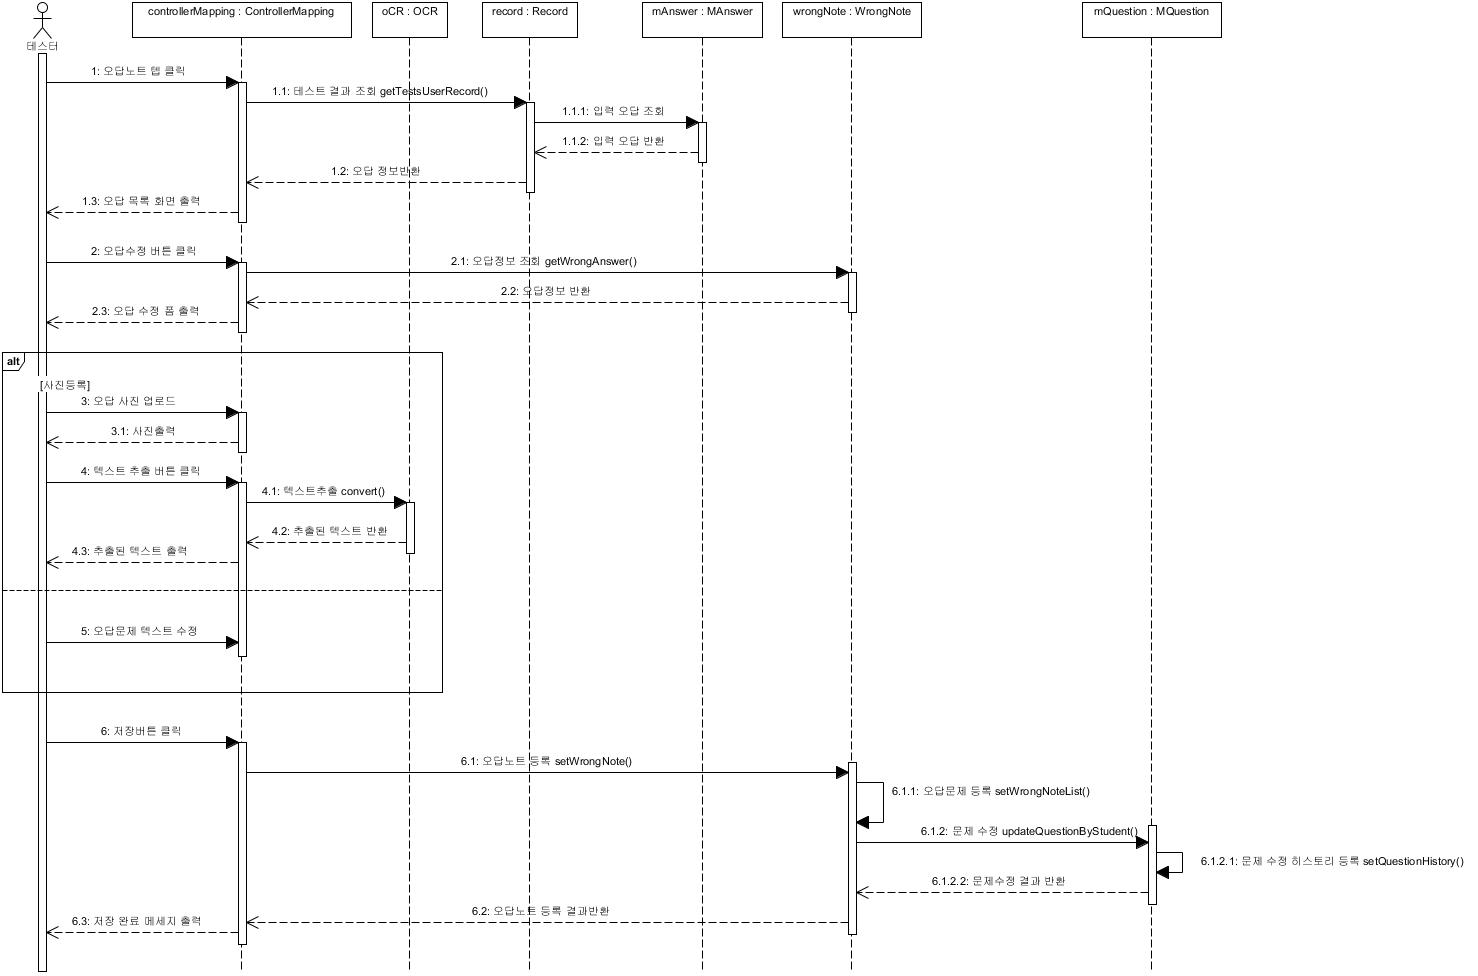 controllerMapping : ControllerMapping
oCR : OCR
record : Record
mAnswer : MAnswer
wrongNote : WrongNote
mQuestion : MQuestion
테스터
1: 오답노트 탭 클릭
1.1: 테스트 결과 조회 getTestsUserRecord()
1.1.1: 입력 오답 조회
1.1.2: 입력 오답 반환
1.2: 오답 정보반환
1.3: 오답 목록 화면 출력
2: 오답수정 버튼 클릭
2.1: 오답정보 조회 getWrongAnswer()
2.2: 오답정보 반환
2.3: 오답 수정 폼 출력
alt
[사진등록]
3: 오답 사진 업로드
3.1: 사진출력
4: 텍스트 추출 버튼 클릭
4.1: 텍스트추출 convert()
4.2: 추출된 텍스트 반환
4.3: 추출된 텍스트 출력
5: 오답문제 텍스트 수정
6: 저장버튼 클릭
6.1: 오답노트 등록 setWrongNote()
6.1.1: 오답문제 등록 setWrongNoteList()
6.1.2: 문제 수정 updateQuestionByStudent()
6.1.2.1: 문제 수정 히스토리 등록 setQuestionHistory()
6.1.2.2: 문제수정 결과 반환
6.2: 오답노트 등록 결과반환
6.3: 저장 완료 메세지 출력